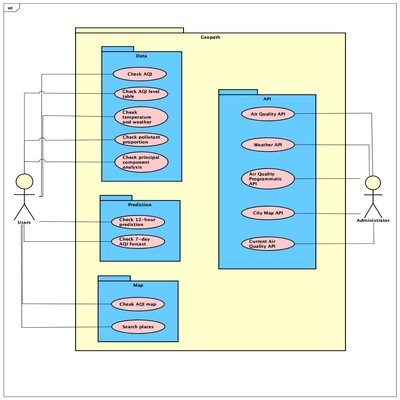 uc
Geopath
Data
Check AQI
Check AQI level
table
Cheak
temperature
and weather
Check pollutant
proportion
Check principal
component
analysis
Prediction
Check 12-hour
prediction
Check 7-day
AQI forcast
Map
Cheak AQI map
Search places
API
Air Quality API
Weather API
Air Quality
Programmatic
API
City Map API
Current Air
Quality API
Users
Administrator